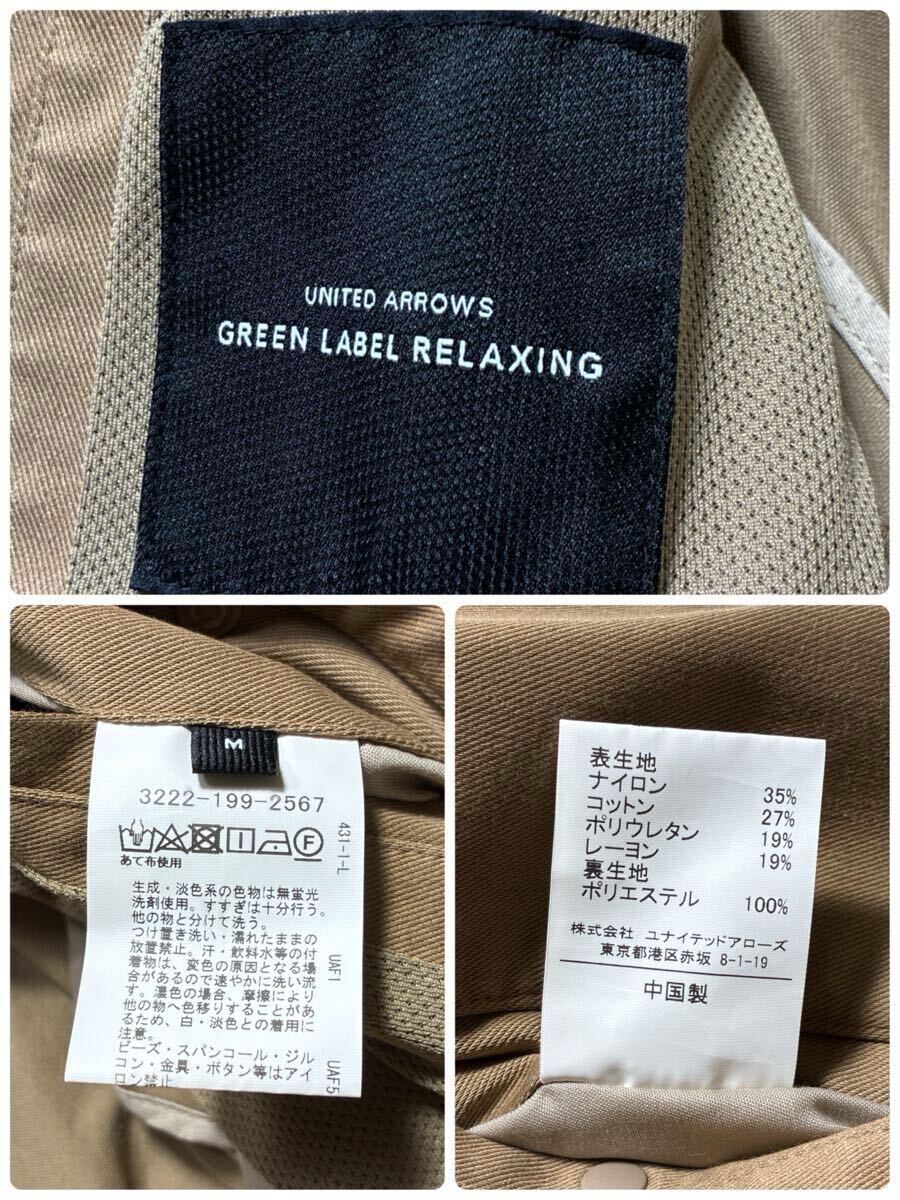 UNITED ARROWS
GREEN LABEL RELAXING
M
3222-199-2567
あて布使用
生成・淡色系の色物は無蛍光
洗剤使用。すすぎは十分行う。
他の物と分けて洗う。
つけ置き洗い・濡れたままの
放置禁止。汗・飲料水等の付
着物は、変色の原因となる場
合があるので速やかに洗い流
す。濃色の場合、摩擦により
他の物へ色移りすることがあ
るため、白・淡色との着用に
注意。
ビーズ・スパンコール・ジル
コン・金具・ボタン等はアイ
ロン禁止。
431-1-L
UAF1
UAF5
表生地
ナイロン 35%
コットン 27%
ポリウレタン 19%
レーヨン 19%
裏生地
ポリエステル 100%
株式会社 ユナイテッドアローズ
東京都港区赤坂 8-1-19
中国製